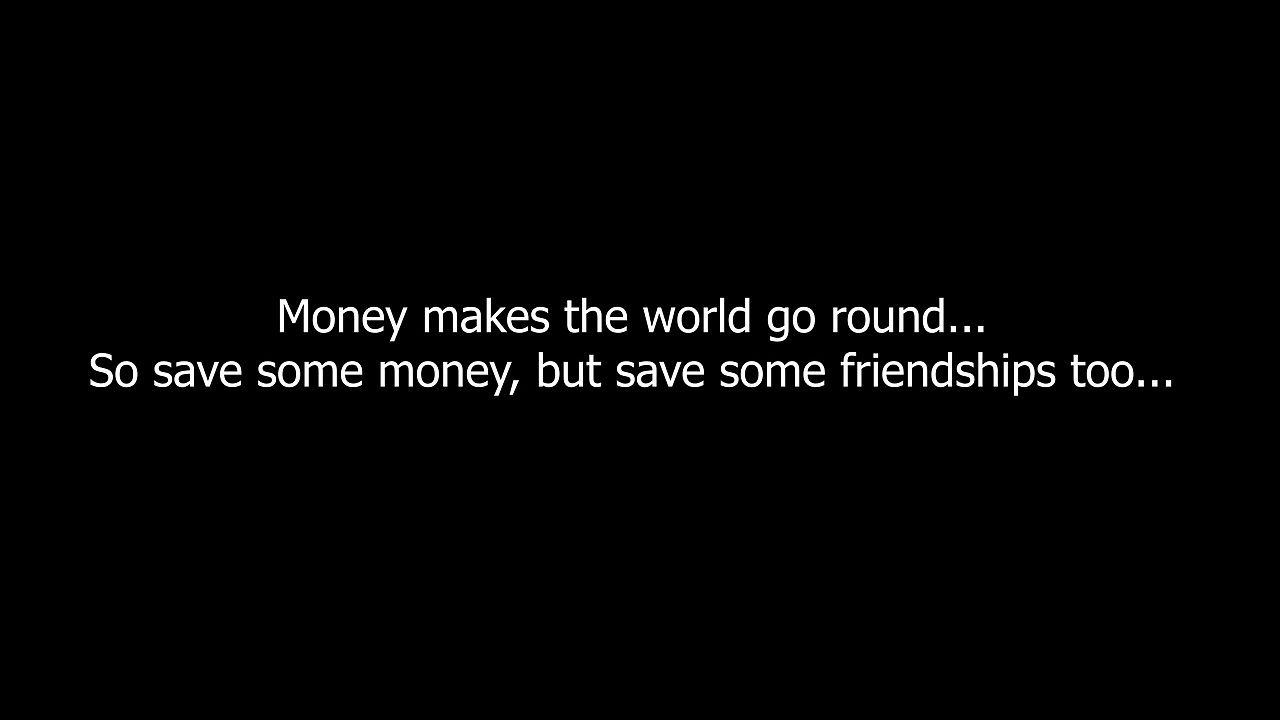 Money makes the world go round...
So save some money, but save some friendships too...